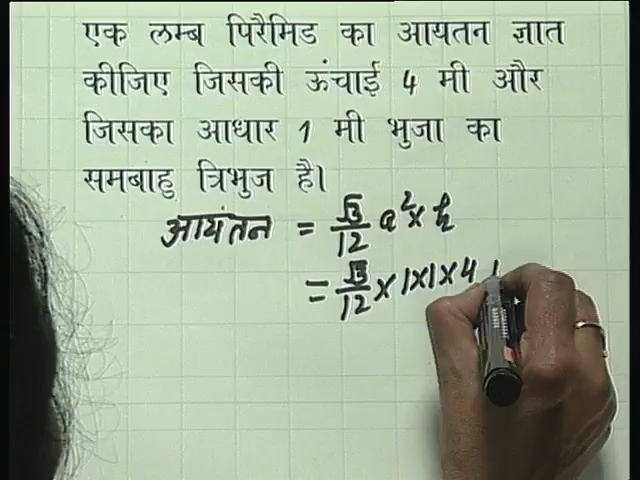 एक लम्ब पिरैमिड का आयतन ज्ञात
कीजिए जिसकी ऊंचाई 4 मी और
जिसका आधार 1 मी भुजा का
समबाहु त्रिभुज है।
आयतन = √3/12 a² × h
= √3/12 × 1×1×4